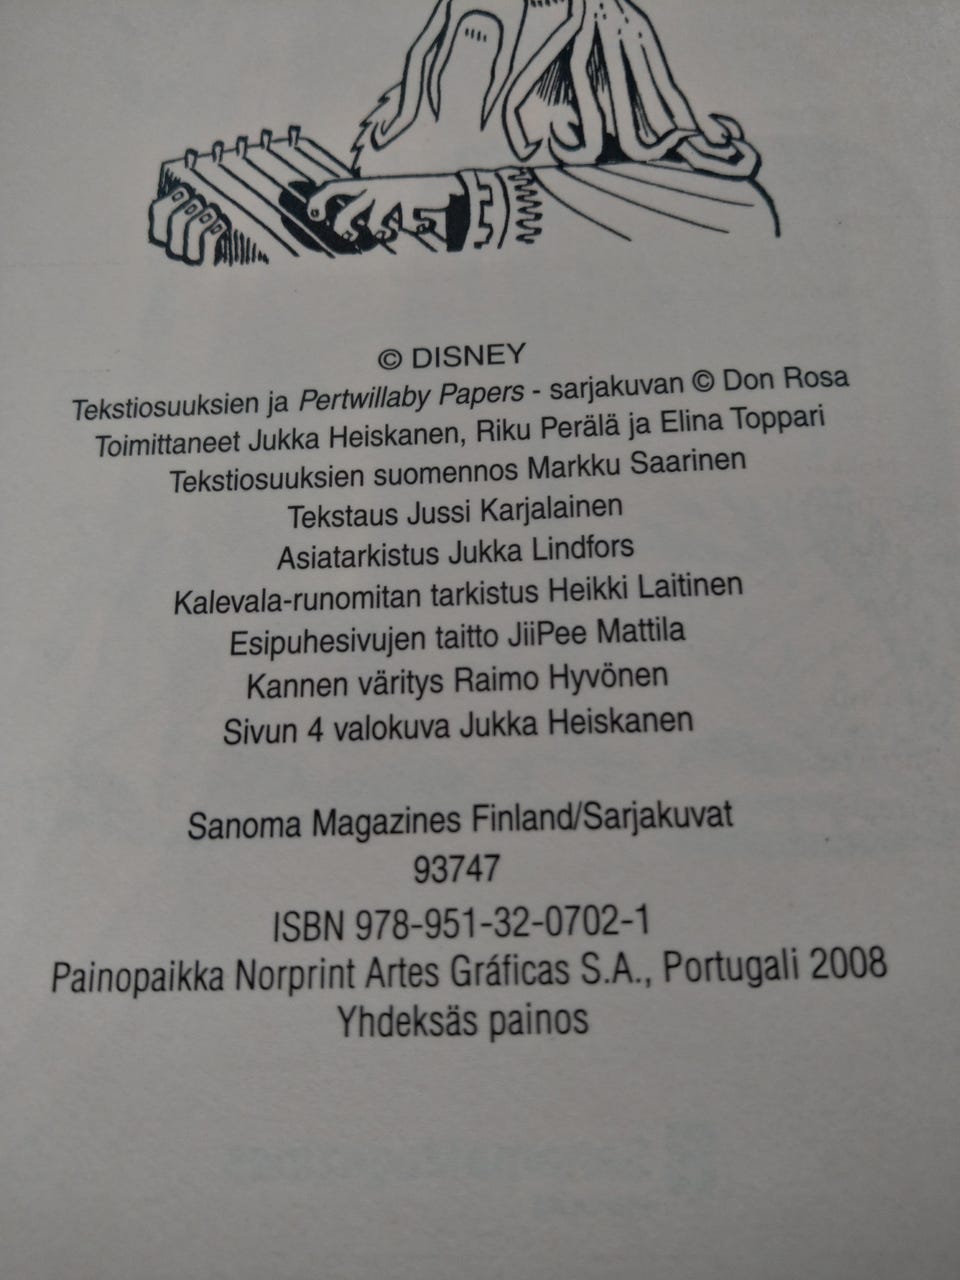 © DISNEY
Tekstiosuuksien ja Pertwillaby Papers - sarjakuvan © Don Rosa
Toimittaneet Jukka Heiskanen, Riku Perälä ja Elina Toppari
Tekstiosuuksien suomennos Markku Saarinen
Tekstaus Jussi Karjalainen
Asiatarkistus Jukka Lindfors
Kalevala-runomitan tarkistus Heikki Laitinen
Esipuhesivujen taitto JiiPee Mattila
Kannen väritys Raimo Hyvönen
Sivun 4 valokuva Jukka Heiskanen
Sanoma Magazines Finland/Sarjakuvat
93747
ISBN 978-951-32-0702-1
Painopaikka Norprint Artes Gráficas S.A., Portugali 2008
Yhdeksäs painos